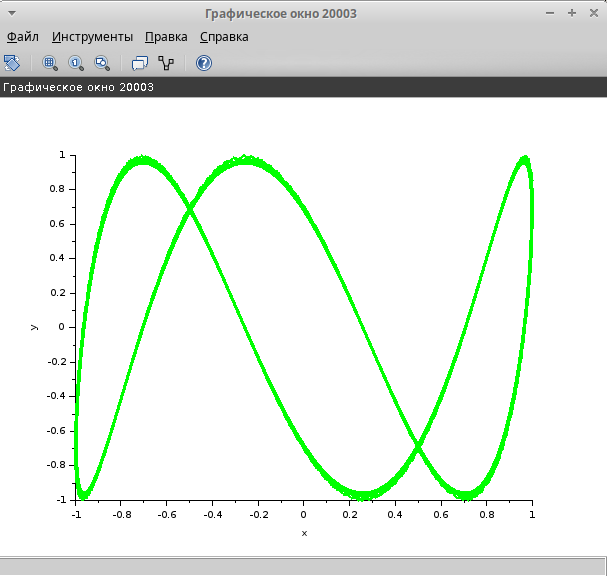 Графическое окно 20003
Файл Инструменты Правка Справка
Графическое окно 20003
1
0.8
0.6
0.4
0.2
y
0
-0.2
-0.4
-0.6
-0.8
-1
-1 -0.8 -0.6 -0.4 -0.2 0 0.2 0.4 0.6 0.8 1
x